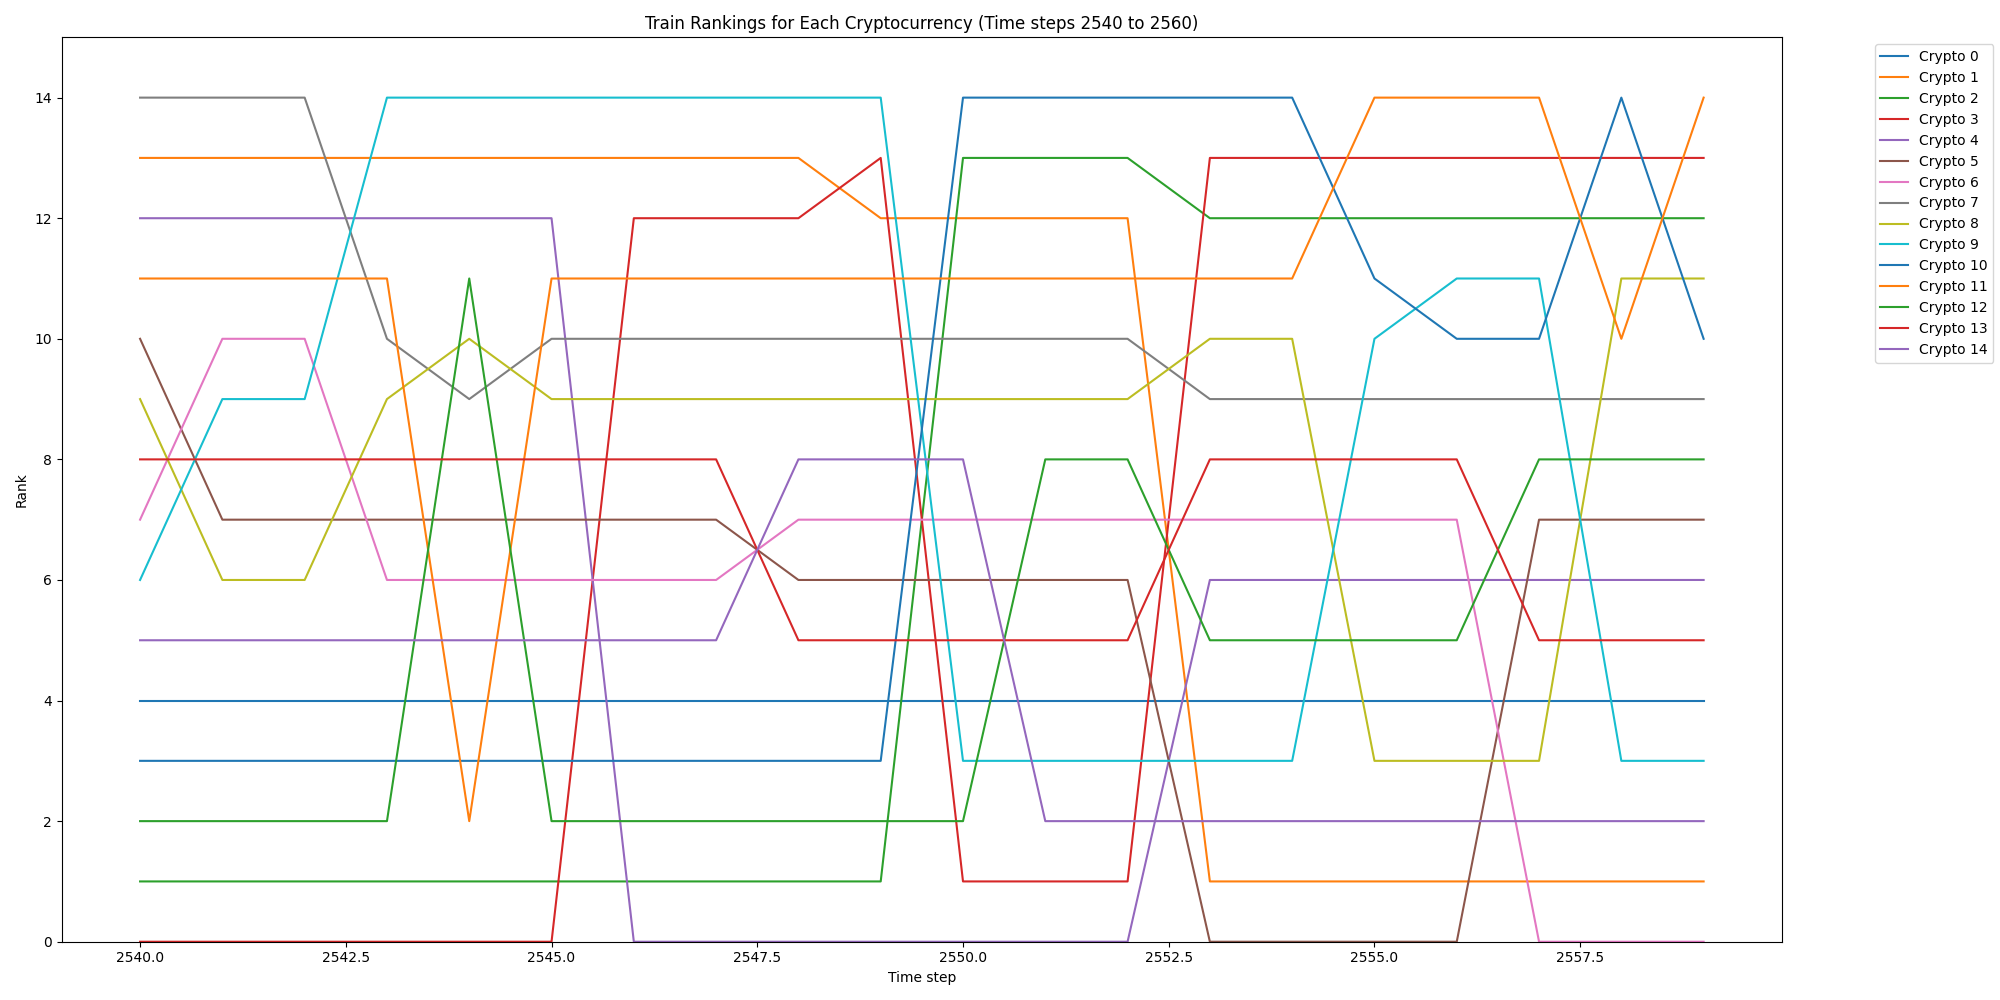 Train Rankings for Each Cryptocurrency (Time steps 2540 to 2560)
Rank
14
12
10
8
6
4
2
0
2540.0 2542.5 2545.0 2547.5 2550.0 2552.5 2555.0 2557.5
Time step
Crypto 0
Crypto 1
Crypto 2
Crypto 3
Crypto 4
Crypto 5
Crypto 6
Crypto 7
Crypto 8
Crypto 9
Crypto 10
Crypto 11
Crypto 12
Crypto 13
Crypto 14